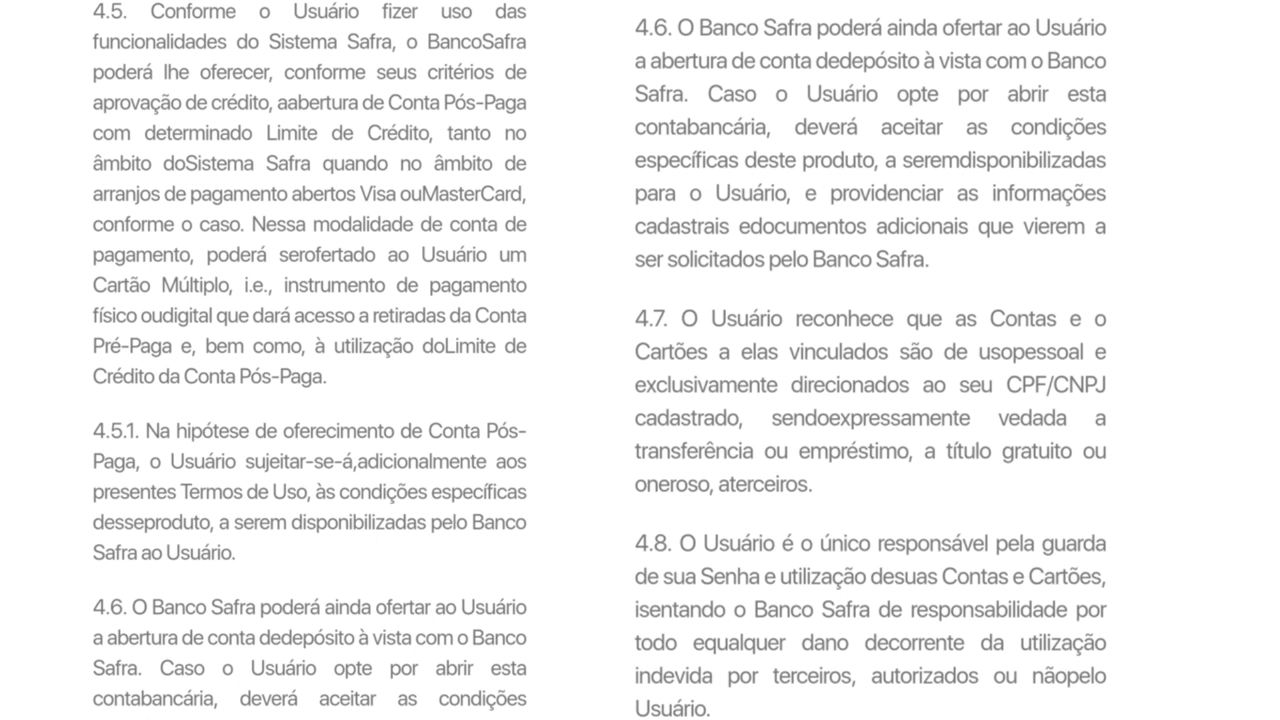 4.5. Conforme o Usuário fizer uso das
funcionalidades do Sistema Safra, o BancoSafra
poderá lhe oferecer, conforme seus critérios de
aprovação de crédito, aabertura de Conta Pós-Paga
com determinado Limite de Crédito, tanto no
âmbito doSistema Safra quando no âmbito de
arranjos de pagamento abertos Visa ouMasterCard,
conforme o caso. Nessa modalidade de conta de
pagamento, poderá serofertado ao Usuário um
Cartão Múltiplo, i.e., instrumento de pagamento
físico oudigital que dará acesso a retiradas da Conta
Pré-Paga e, bem como, à utilização doLimite de
Crédito da Conta Pós-Paga.
4.5.1. Na hipótese de oferecimento de Conta Pós-
Paga, o Usuário sujeitar-se-á,adicionalmente aos
presentes Termos de Uso, às condições específicas
desseproduto, a serem disponibilizadas pelo Banco
Safra ao Usuário.
4.6. O Banco Safra poderá ainda ofertar ao Usuário
a abertura de conta dedepósito à vista com o Banco
Safra. Caso o Usuário opte por abrir esta
contabancária, deverá aceitar as condições
4.6. O Banco Safra poderá ainda ofertar ao Usuário
a abertura de conta dedepósito à vista com o Banco
Safra. Caso o Usuário opte por abrir esta
contabancária, deverá aceitar as condições
específicas deste produto, a seremdisponibilizadas
para o Usuário, e providenciar as informações
cadastrais edocumentos adicionais que vierem a
ser solicitados pelo Banco Safra.
4.7. O Usuário reconhece que as Contas e o
Cartões a elas vinculados são de usopessoal e
exclusivamente direcionados ao seu CPF/CNPJ
cadastrado, sendoexpressamente vedada a
transferência ou empréstimo, a título gratuito ou
oneroso, aterceiros.
4.8. O Usuário é o único responsável pela guarda
de sua Senha e utilização desuas Contas e Cartões,
isentando o Banco Safra de responsabilidade por
todo equalquer dano decorrente da utilização
indevida por terceiros, autorizados ou nãopelo
Usuário.